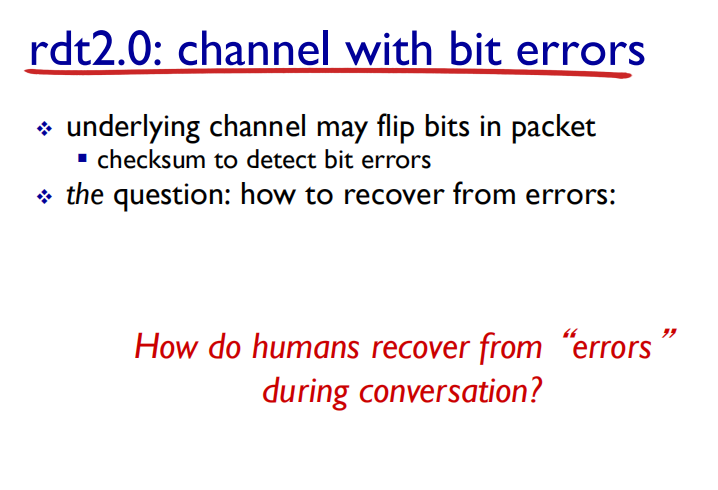 rdt2.0: channel with bit errors
❖ underlying channel may flip bits in packet
▪ checksum to detect bit errors
❖ the question: how to recover from errors:
How do humans recover from “errors”
during conversation?